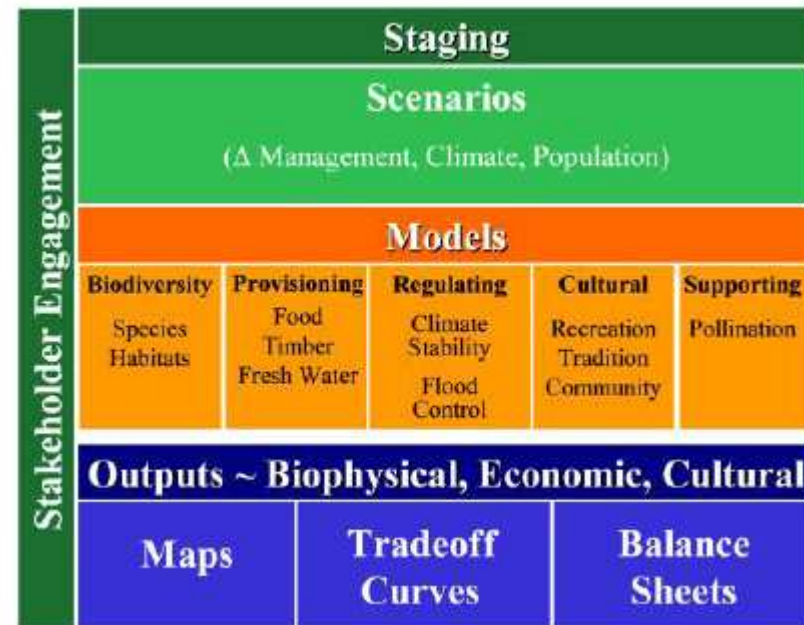 Stakeholder Engagement
Staging
Scenarios
(Δ Management, Climate, Population)
Models
Biodiversity
Species
Habitats
Provisioning
Food
Timber
Fresh Water
Regulating
Climate
Stability
Flood
Control
Cultural
Recreation
Tradition
Community
Supporting
Pollination
Outputs ~ Biophysical, Economic, Cultural
Maps
Tradeoff
Curves
Balance
Sheets